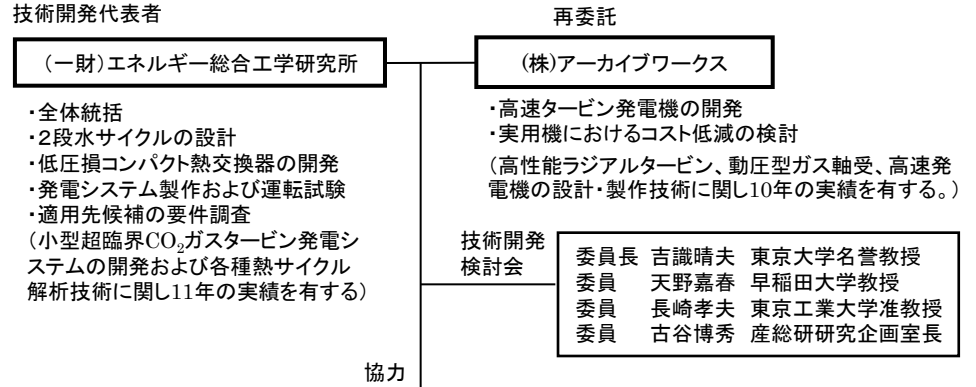 技術開発代表者
(一財)エネルギー総合工学研究所
・全体統括
・2段水サイクルの設計
・低圧損コンパクト熱交換器の開発
・発電システム製作および運転試験
・適用先候補の要件調査
(小型超臨界CO₂ガスタービン発電シ
ステムの開発および各種熱サイクル
解析技術に関し11年の実績を有する)
再委託
(株)アーカイブワークス
・高速タービン発電機の開発
・実用機におけるコスト低減の検討
(高性能ラジアルタービン、動圧型ガス軸受、高速発
電機の設計・製作技術に関し10年の実績を有する。)
技術開発
検討会
委員長 吉識晴夫 東京大学名誉教授
委員 天野嘉春 早稲田大学教授
委員 長崎孝夫 東京工業大学准教授
委員 古谷博秀 産総研研究企画室長
協力